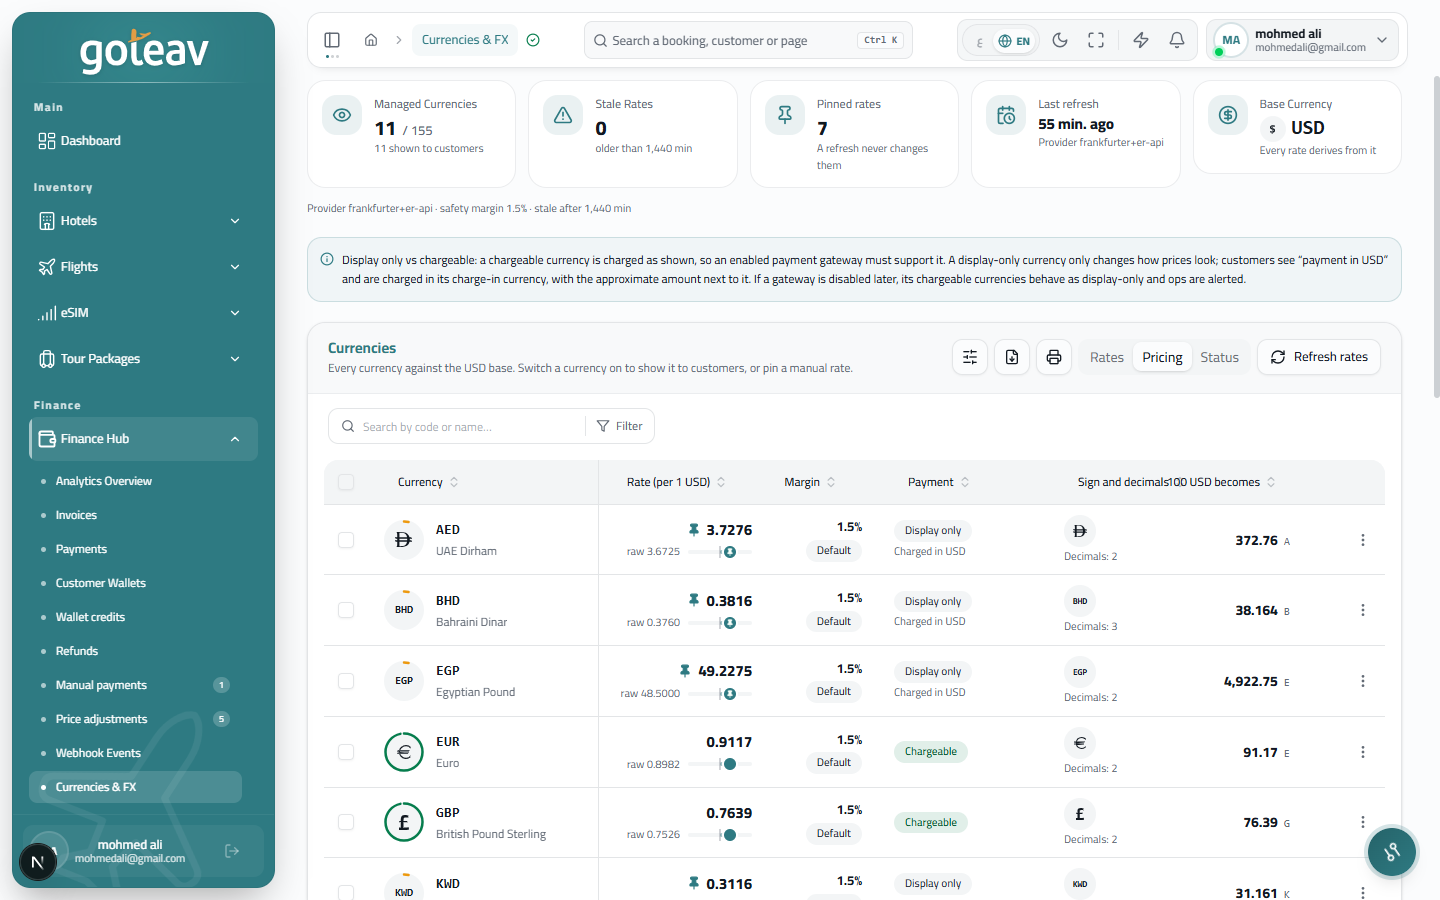 goleav
Main
Dashboard
Inventory
Hotels
Flights
eSIM
Tour Packages
Finance
Finance Hub
Analytics Overview
Invoices
Payments
Customer Wallets
Wallet credits
Refunds
Manual payments 1
Price adjustments 5
Webhook Events
Currencies & FX
mohmed ali
mohmedali@gmail.com
N
Currencies & FX
Search a booking, customer or page Ctrl K
ع EN
MA
mohmed ali
mohmedali@gmail.com
Managed Currencies
11 / 155
11 shown to customers
Stale Rates
0
older than 1,440 min
Pinned rates
7
A refresh never changes
them
Last refresh
55 min. ago
Provider frankfurter+er-api
Base Currency
$ USD
Every rate derives from it
Provider frankfurter+er-api · safety margin 1.5% · stale after 1,440 min
Display only vs chargeable: a chargeable currency is charged as shown, so an enabled payment gateway must support it. A display-only currency only changes how prices look; customers see “payment in USD”
and are charged in its charge-in currency, with the approximate amount next to it. If a gateway is disabled later, its chargeable currencies behave as display-only and ops are alerted.
Currencies
Every currency against the USD base. Switch a currency on to show it to customers, or pin a manual rate.
Rates Pricing Status Refresh rates
Search by code or name... Filter
Currency Rate (per 1 USD) Margin Payment Sign and decimals 100 USD becomes
AED 3.7276 1.5% Display only
UAE Dirham raw 3.6725 Default Charged in USD Decimals: 2 372.76 A
BHD BHD 0.3816 1.5% Display only BHD
Bahraini Dinar raw 0.3760 Default Charged in USD Decimals: 3 38.164 B
EGP EGP 49.2275 1.5% Display only EGP
Egyptian Pound raw 48.5000 Default Charged in USD Decimals: 2 4,922.75 E
€ EUR 0.9117 1.5% Chargeable €
Euro raw 0.8982 Default Decimals: 2 91.17 E
£ GBP 0.7639 1.5% Chargeable £
British Pound Sterling raw 0.7526 Default Decimals: 2 76.39 G
KWD KWD 0.3116 1.5% Display only KWD 31.161 K